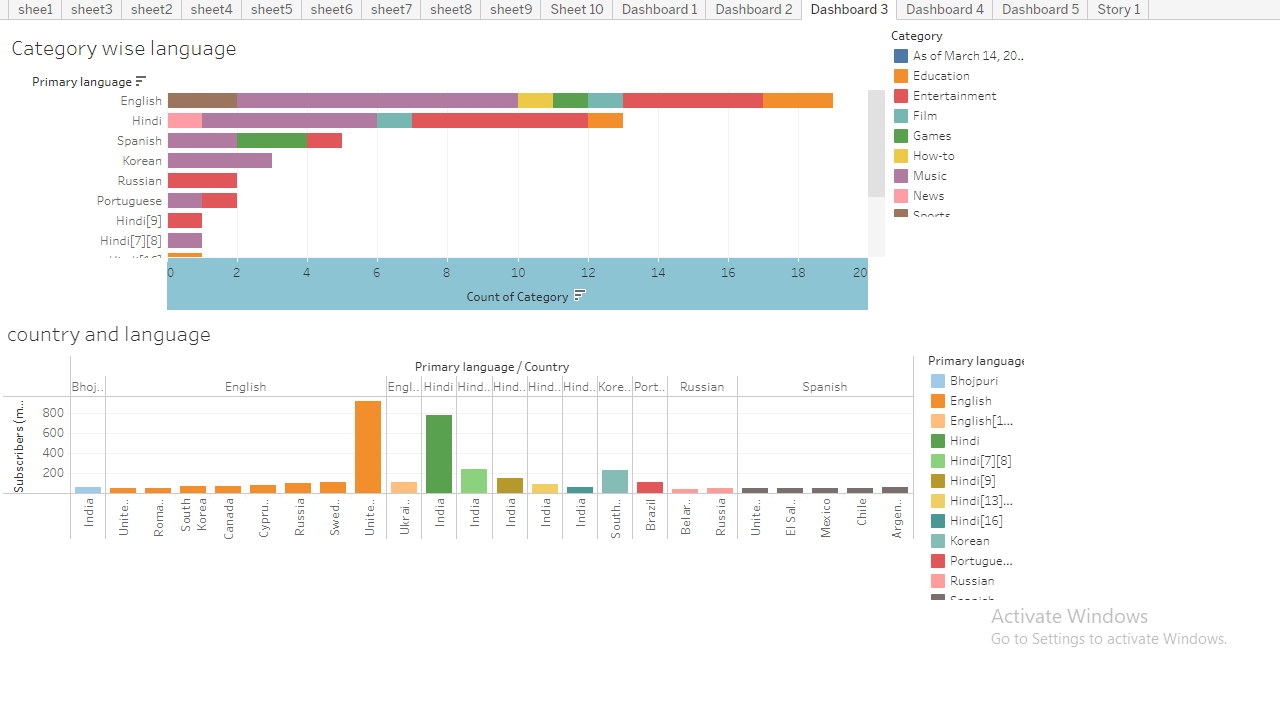 shee1 sheet3 sheet2 sheet4 sheet5 sheet6 sheet7 sheet8 sheet9 Sheet 10 Dashboard 1 Dashboard 2 Dashboard 3 Dashboard 4 Dashboard 5 Story 1
Category wise language
Primary language
English
Hindi
Spanish
Korean
Russian
Portuguese
Hindi[9]
Hindi[7][8]
0 2 4 6 8 10 12 14 16 18 20
Count of Category
Category
As of March 14, 20..
Education
Entertainment
Film
Games
How-to
Music
News
Sports
country and language
Primary language / Country
Bhoj.. English Engl.. Hindi Hind.. Hind.. Hind.. Hind.. Kore.. Port.. Russian Spanish
Subscribers (m...
800
600
400
200
India Unite.. Roma.. South Korea Canada Cypru.. Russia Swed.. Unite.. Ukrai.. India India India India India South.. Brazil Belar.. Russia Unite.. El Sal.. Mexico Chile Argen..
Primary language
Bhojpuri
English
English[1...
Hindi
Hindi[7][8]
Hindi[9]
Hindi[13]...
Hindi[16]
Korean
Portugue...
Russian
Spanish
Activate Windows
Go to Settings to activate Windows.